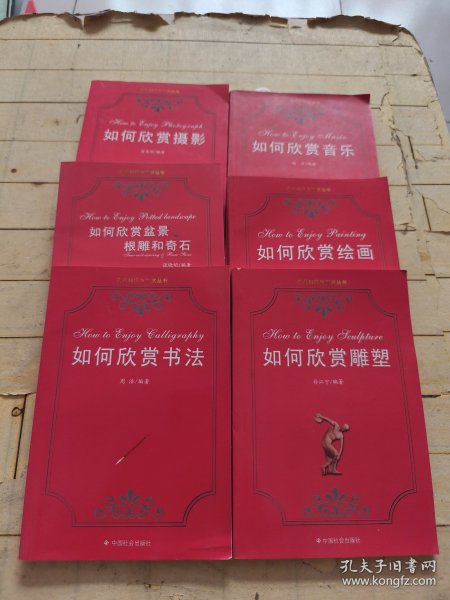 How to Enjoy Photograph
如何欣赏摄影
How to Enjoy Music
如何欣赏音乐
How to Enjoy Potted landscape
如何欣赏盆景
根雕和奇石
How to Enjoy Painting
如何欣赏绘画
How to Enjoy Calligraphy
如何欣赏书法
编著
中国社会出版社
How to Enjoy Sculpture
如何欣赏雕塑
编著
中国社会出版社
孔夫子旧书网
www.kongfz.com